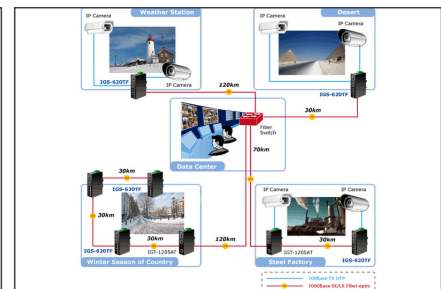 Weather Station
Desert
IP Camera
IP Camera
IP Camera
IP Camera
IGS-620TF
IGS-620TF
120km
30km
Fiber
Switch
Data Center
70km
30km
IGS-620TF
30km
IP Camera
IP Camera
30km
IGS-620TF
IGT-1205AT
120km
IGT-1205AT
30km
IGS-620TF
Winter Season of Country
Steel Factory
100Base-TX UTP
1000Base-SX/LX Fiber optic